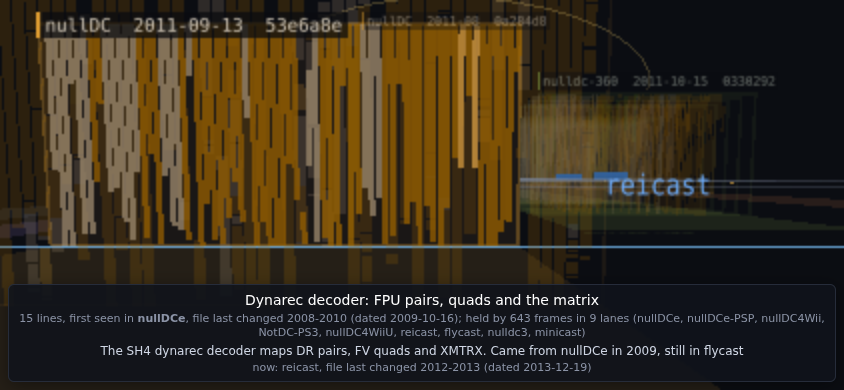 nullDC 2011-09-13 53e6a8e
nullDC 2011-08
nulldc-360 2011-10-15 0338292
reicast
Dynarec decoder: FPU pairs, quads and the matrix
15 lines, first seen in nullDCe, file last changed 2008-2010 (dated 2009-10-16); held by 643 frames in 9 lanes (nullDCe, nullDCe-PSP, nullDC4Wii,
NotDC-PS3, nullDC4WiiU, reicast, flycast, nulldc3, minicast)
The SH4 dynarec decoder maps DR pairs, FV quads and XMTRX. Came from nullDCe in 2009, still in flycast
now: reicast, file last changed 2012-2013 (dated 2013-12-19)